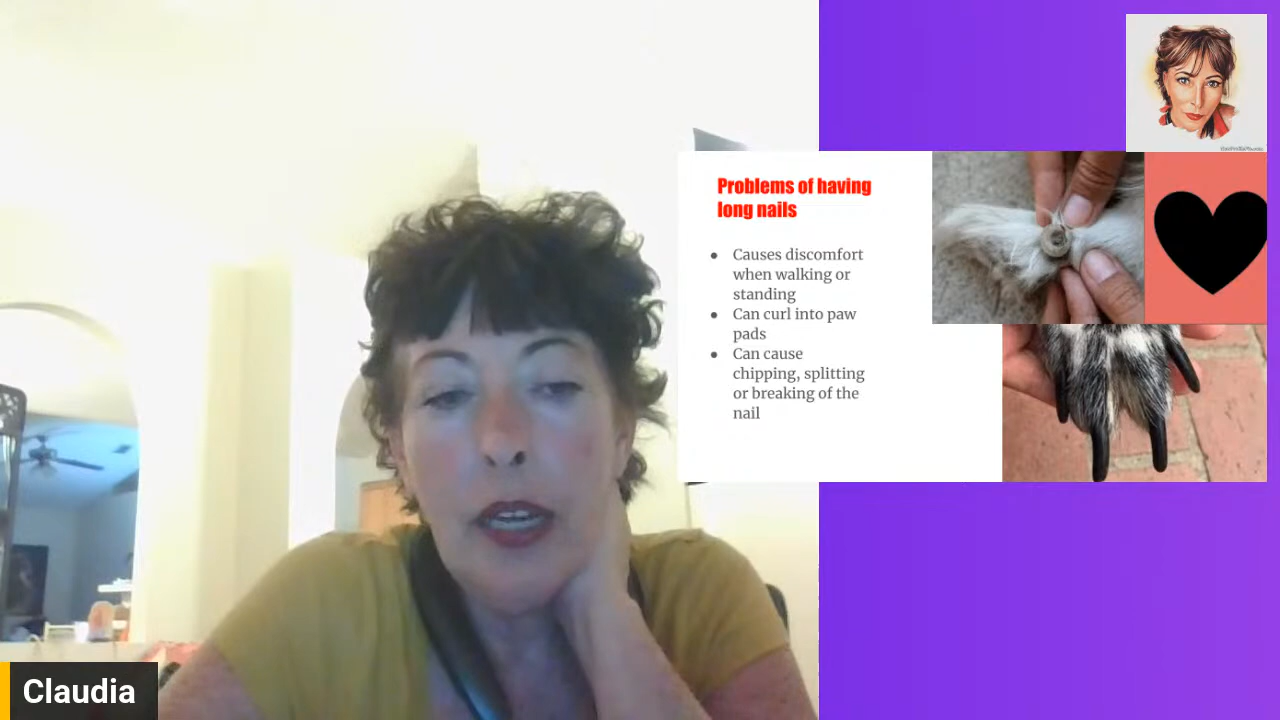 Problems of having
long nails
● Causes discomfort
when walking or
standing
● Can curl into paw
pads
● Can cause
chipping, splitting
or breaking of the
nail
Claudia